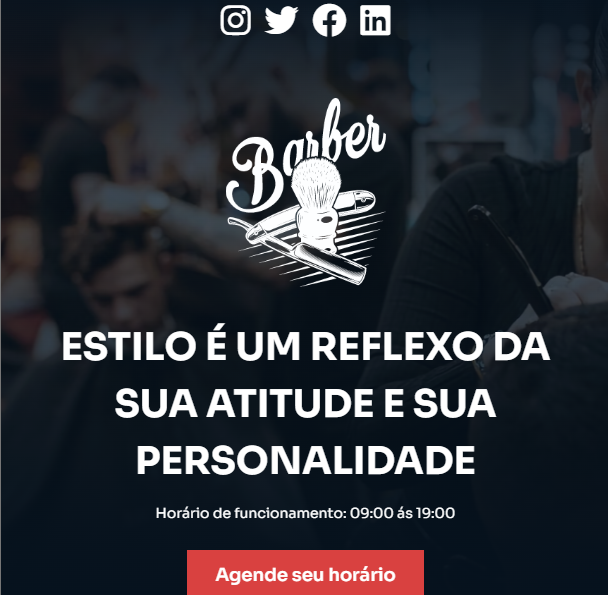 Barber
ESTILO É UM REFLEXO DA
SUA ATITUDE E SUA
PERSONALIDADE
Horário de funcionamento: 09:00 ás 19:00
Agende seu horário